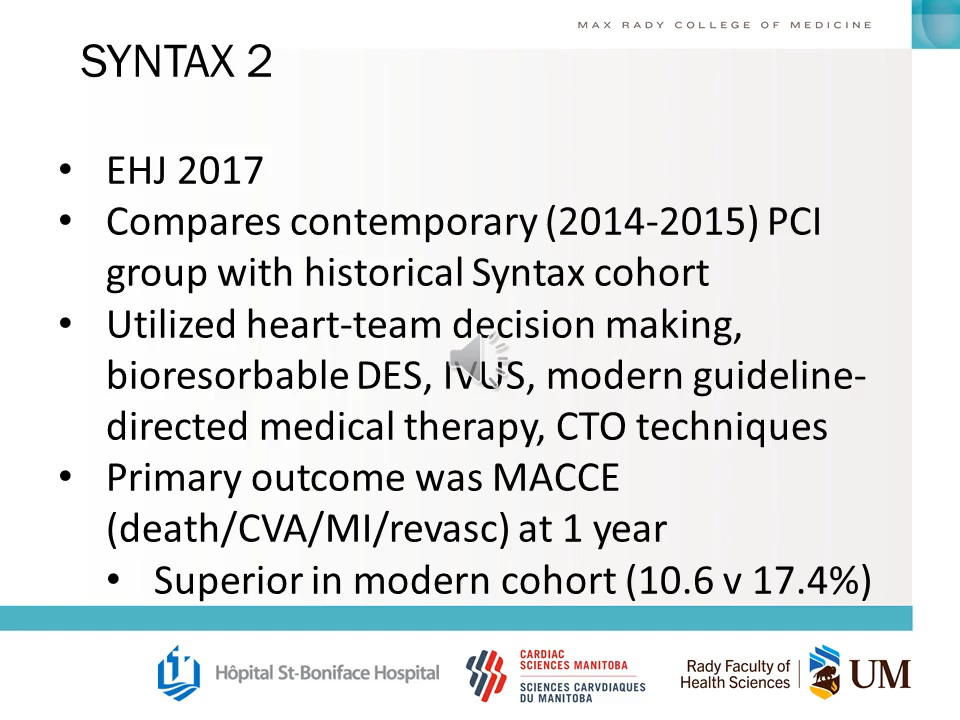 MAX RADY COLLEGE OF MEDICINE
SYNTAX 2
• EHJ 2017
• Compares contemporary (2014-2015) PCI
group with historical Syntax cohort
• Utilized heart-team decision making,
bioresorbable DES, IVUS, modern guideline-
directed medical therapy, CTO techniques
• Primary outcome was MACCE
(death/CVA/MI/revasc) at 1 year
• Superior in modern cohort (10.6 v 17.4%)
Hôpital St-Boniface Hospital
CARDIAC
SCIENCES MANITOBA
SCIENCES CARVDIAQUES
DU MANITOBA
Rady Faculty of
Health Sciences
UM